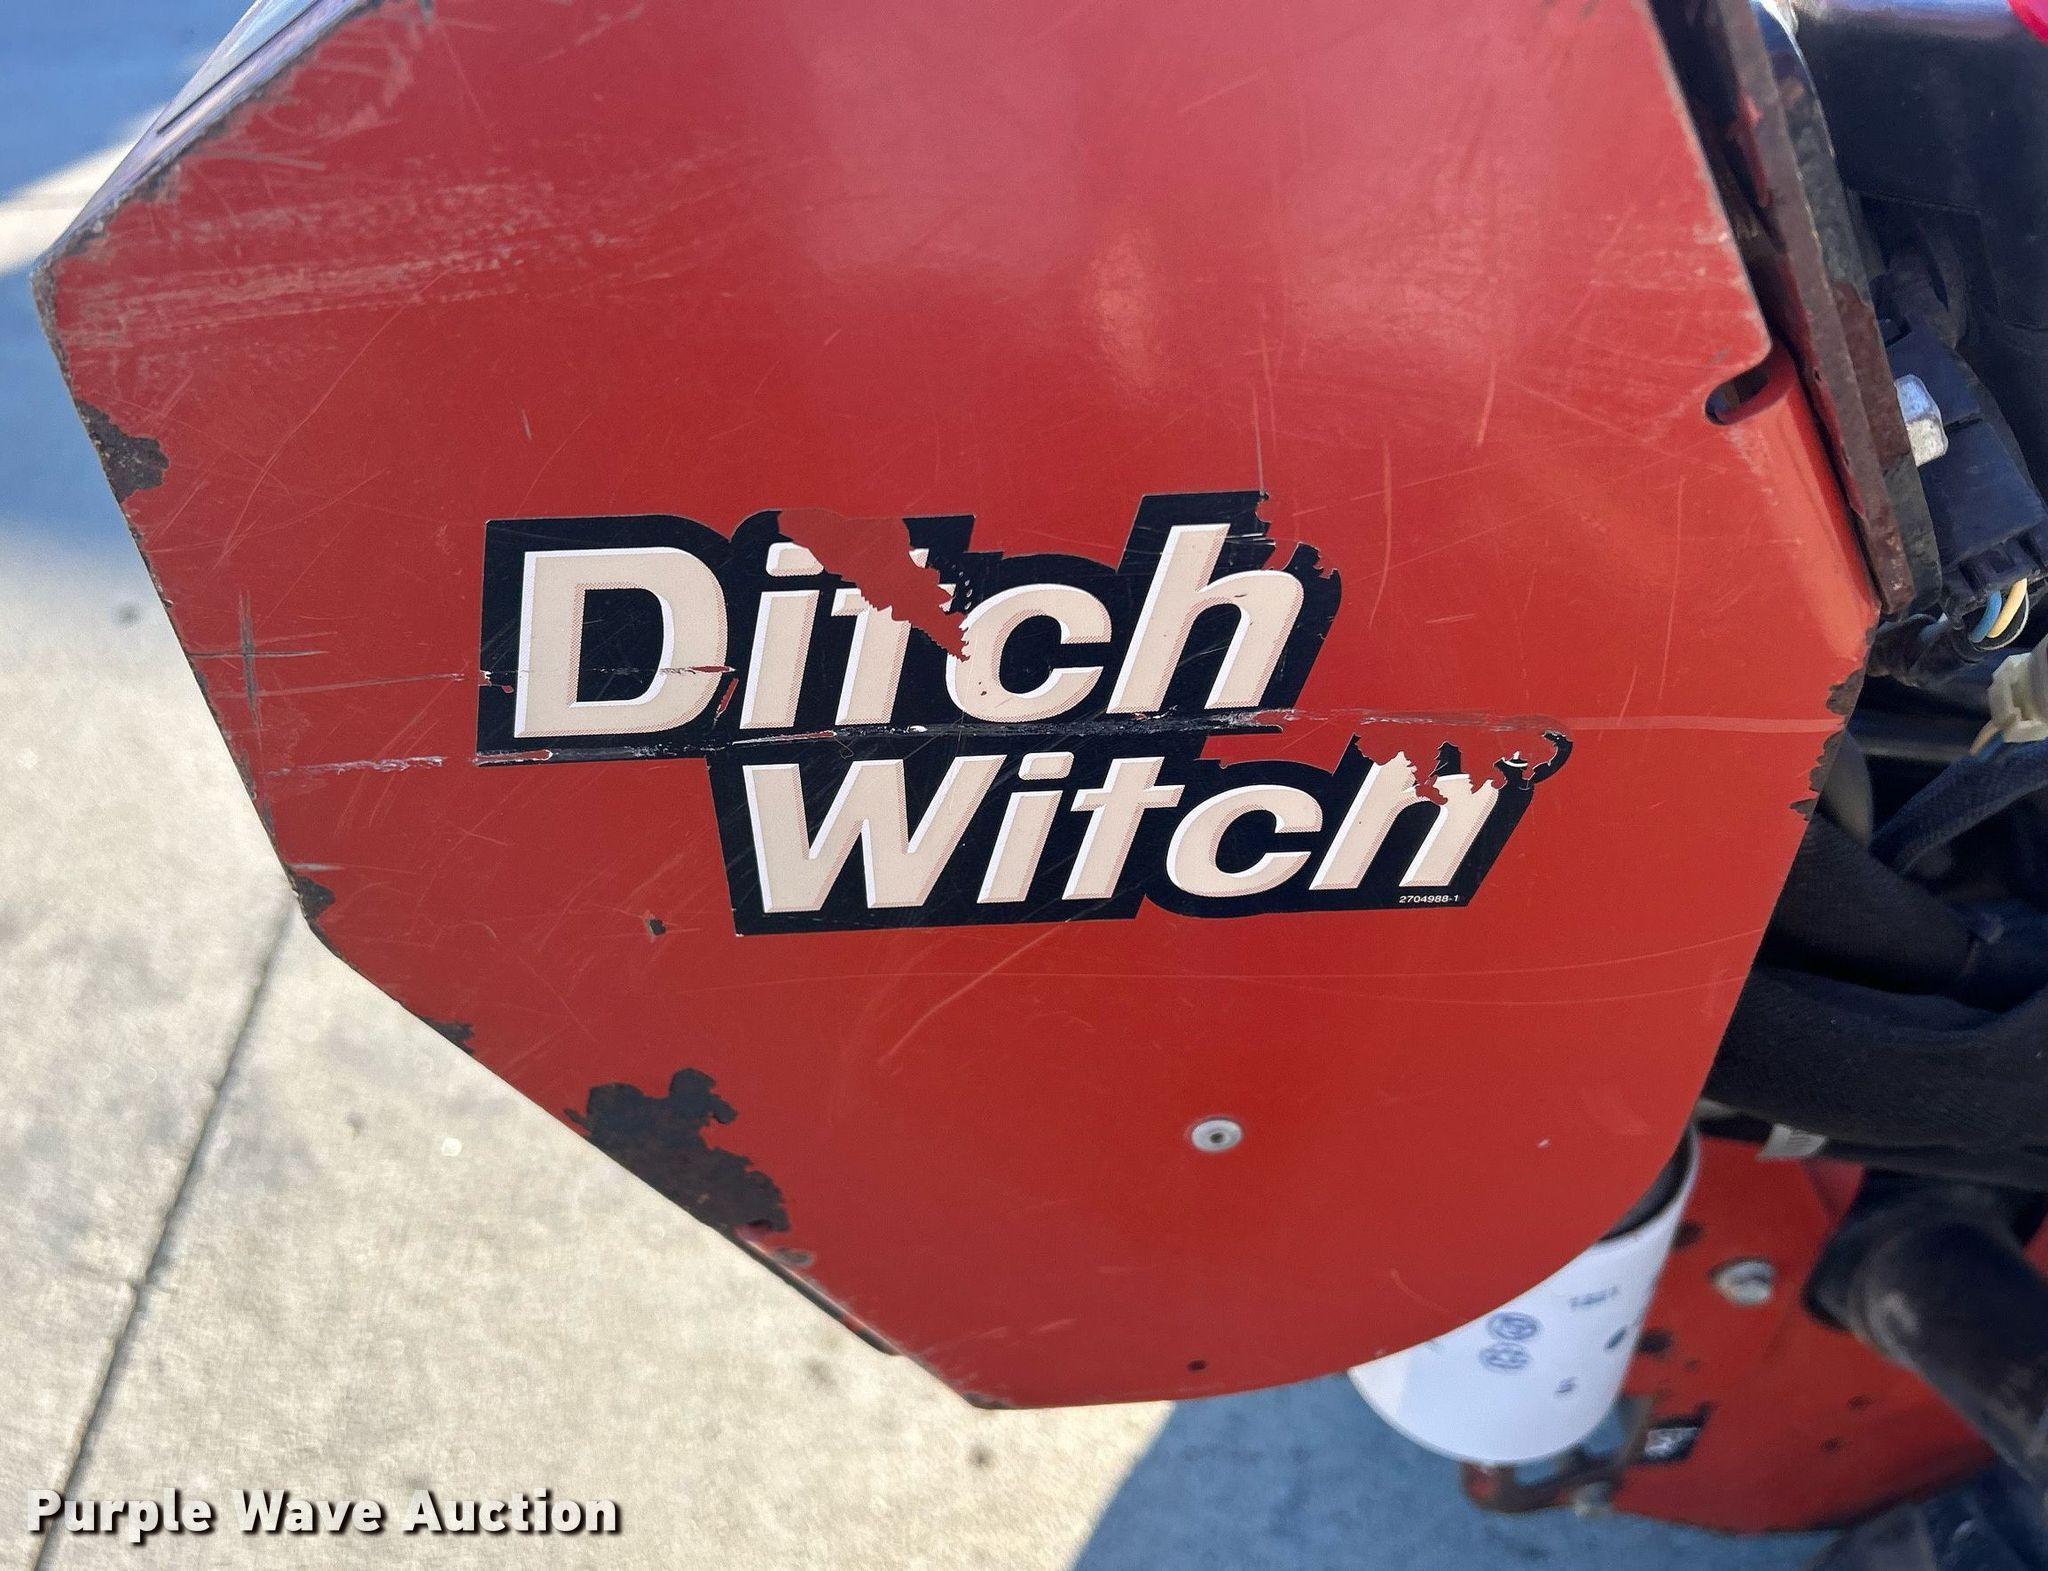 Ditch
Witch
2704988-1
Purple Wave Auction